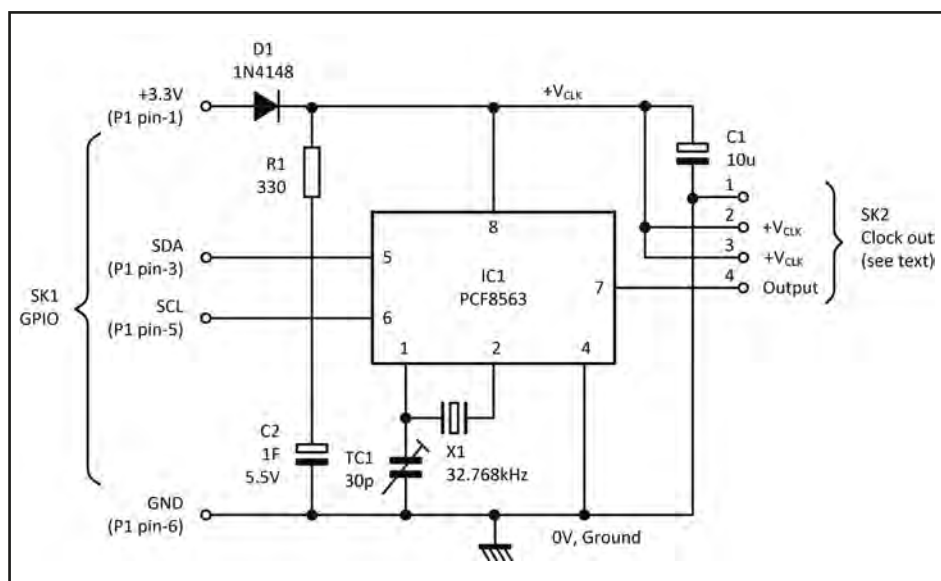 D1
1N4148
+3.3V
(P1 pin-1)
+VCLK
R1
330
C1
10u
1
2
+VCLK
3
+VCLK
4
Output
SK2
Clock out
(see text)
SDA
(P1 pin-3)
5
8
IC1
PCF8563
7
SK1
GPIO
SCL
(P1 pin-5)
6
1
2
4
C2
1F
5.5V
TC1
30p
X1
32.768kHz
GND
(P1 pin-6)
0V, Ground